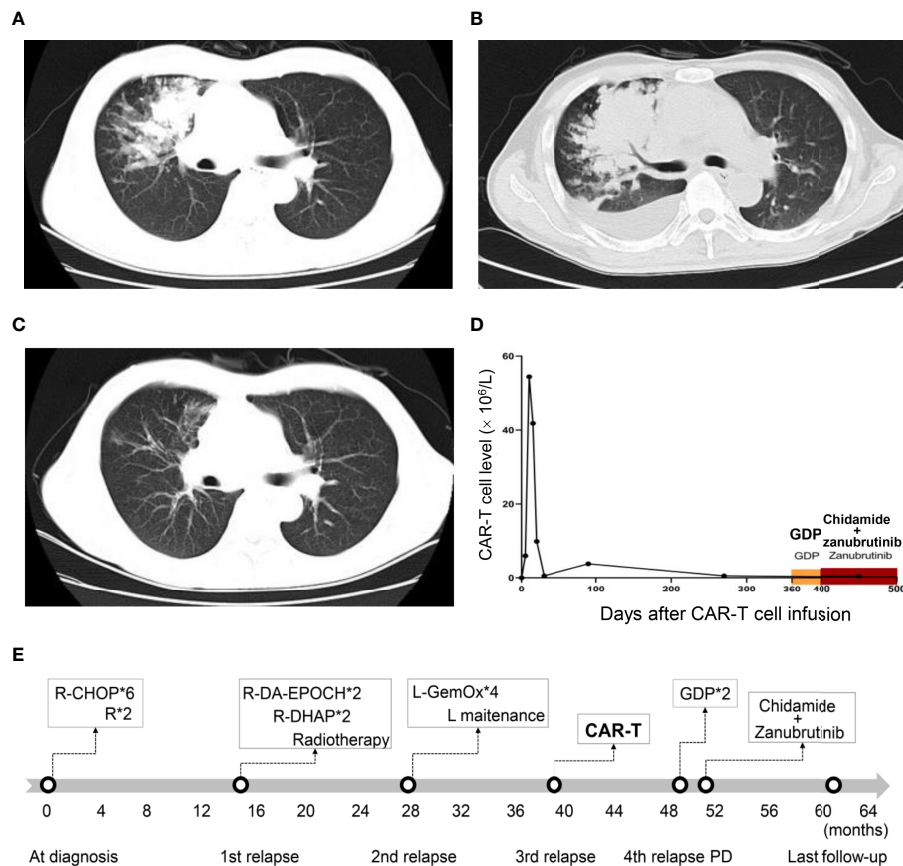 A
B
C
D
60
40
20
0
CAR-T cell level (× 10⁶/L)
GDP
Chidamide
+
zanubrutinib
GDP
Zanubrutinib
0
100
200
300
360
400
500
Days after CAR-T cell infusion
E
R-CHOP*6
R*2
R-DA-EPOCH*2
R-DHAP*2
Radiotherapy
L-GemOx*4
L maitenance
CAR-T
GDP*2
Chidamide
+
Zanubrutinib
0 4 8 12 16 20 24 28 32 36 40 44 48 52 56 60 64
(months)
At diagnosis 1st relapse 2nd relapse 3rd relapse 4th relapse PD Last follow-up